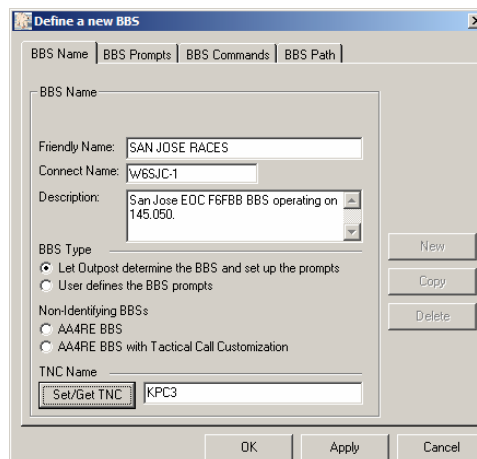 Define a new BBS
BBS Name BBS Prompts BBS Commands BBS Path
BBS Name
Friendly Name: SAN JOSE RACES
Connect Name: W6SJC-1
Description: San Jose EOC F6FBB BBS operating on
145.050.
BBS Type
Let Outpost determine the BBS and set up the prompts
User defines the BBS prompts
Non-Identifying BBSs
AA4RE BBS
AA4RE BBS with Tactical Call Customization
TNC Name
Set/Get TNC KPC3
New
Copy
Delete
OK Apply Cancel